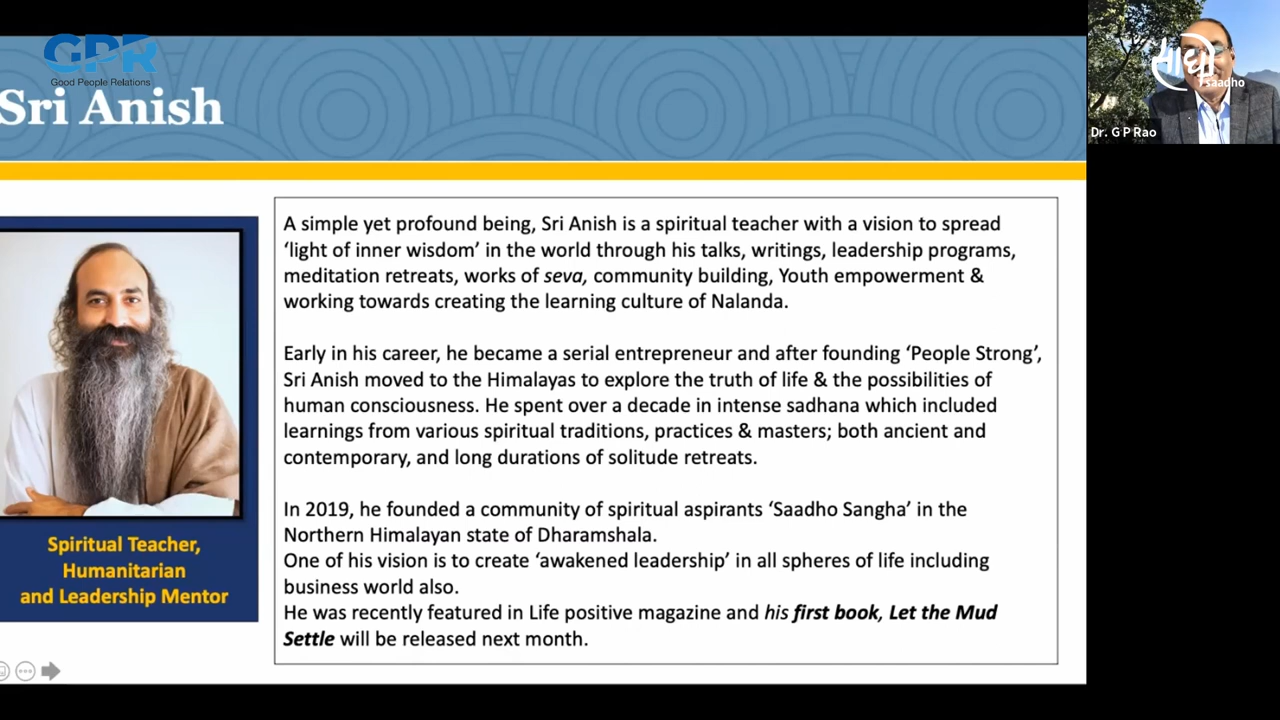 GPR
Good People Relations
Sri Anish
A simple yet profound being, Sri Anish is a spiritual teacher with a vision to spread
‘light of inner wisdom’ in the world through his talks, writings, leadership programs,
meditation retreats, works of seva, community building, Youth empowerment &
working towards creating the learning culture of Nalanda.
Early in his career, he became a serial entrepreneur and after founding ‘People Strong’,
Sri Anish moved to the Himalayas to explore the truth of life & the possibilities of
human consciousness. He spent over a decade in intense sadhana which included
learnings from various spiritual traditions, practices & masters; both ancient and
contemporary, and long durations of solitude retreats.
In 2019, he founded a community of spiritual aspirants ‘Saadho Sangha’ in the
Northern Himalayan state of Dharamshala.
One of his vision is to create ‘awakened leadership’ in all spheres of life including
business world also.
He was recently featured in Life positive magazine and his first book, Let the Mud
Settle will be released next month.
Spiritual Teacher,
Humanitarian
and Leadership Mentor
साधो
Saadho
Dr. G P Rao